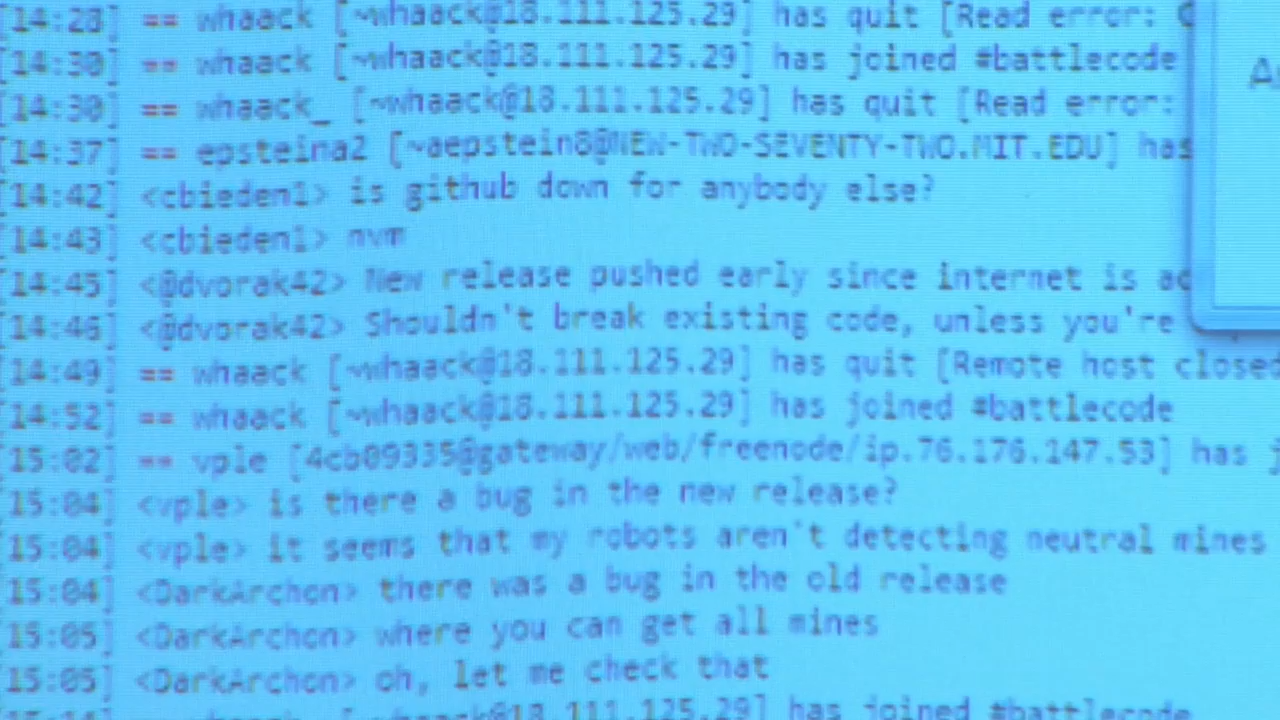 [14:28] == whaack [~whaack@18.111.125.29] has quit [Read error:
[14:30] == whaack [~whaack@18.111.125.29] has joined #battlecode
[14:30] == whaack_ [~whaack@18.111.125.29] has quit [Read error:
[14:37] == epsteina2 [~aepstein8@NEW-TWO-SEVENTY-TWO.MIT.EDU] has
[14:42] <cbieden1> is github down for anybody else?
[14:43] <cbieden1> nvm
[14:45] <@dvorak42> New release pushed early since internet is
[14:46] <@dvorak42> Shouldn't break existing code, unless you're
[14:49] == whaack [~whaack@18.111.125.29] has quit [Remote host closed
[14:52] == whaack [~whaack@18.111.125.29] has joined #battlecode
[15:02] == vple [4cb09335@gateway/web/freenode/ip.76.176.147.53] has
[15:04] <vple> is there a bug in the new release?
[15:04] <vple> it seems that my robots aren't detecting neutral mines
[15:04] <DarkArchon> there was a bug in the old release
[15:05] <DarkArchon> where you can get all mines
[15:05] <DarkArchon> oh, let me check that
[~whaack@18.111.125.29] has joined #battlecode